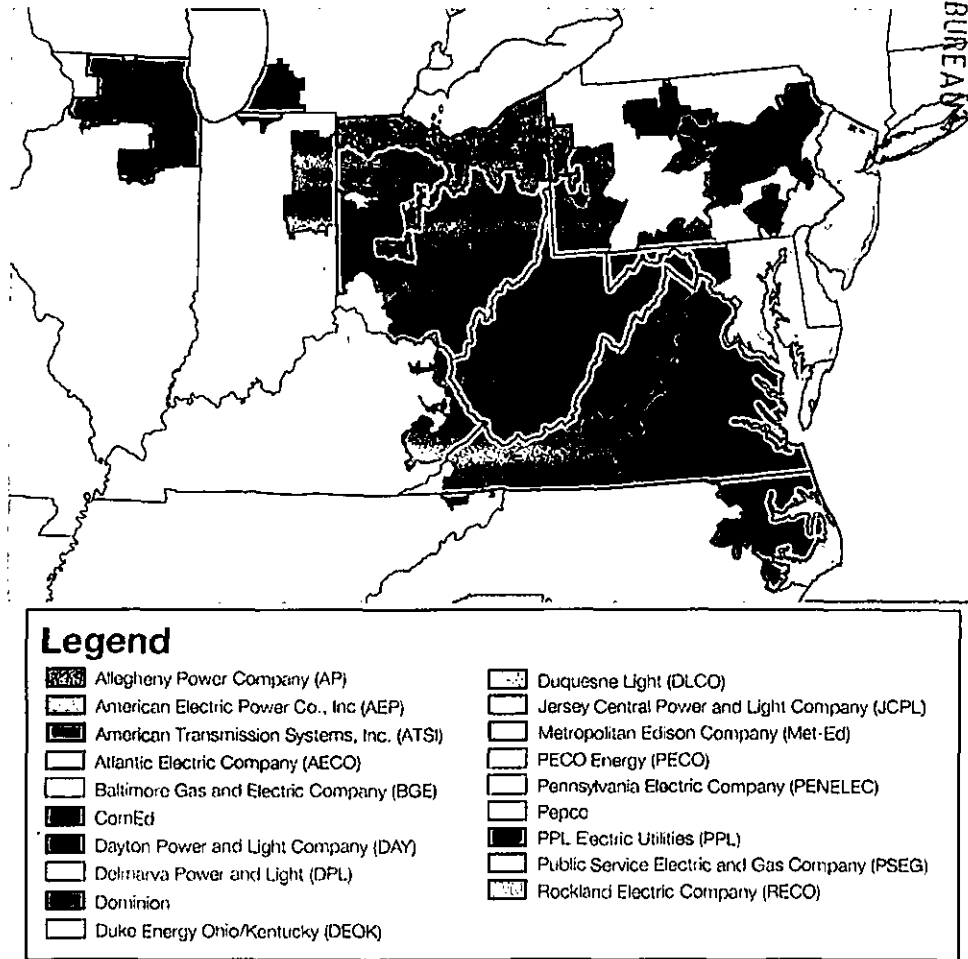 BUREAU
Legend
Allegheny Power Company (AP)
American Electric Power Co., Inc (AEP)
American Transmission Systems, Inc. (ATSI)
Atlantic Electric Company (AECO)
Baltimore Gas and Electric Company (BGE)
ComEd
Dayton Power and Light Company (DAY)
Delmarva Power and Light (DPL)
Dominion
Duke Energy Ohio/Kentucky (DEOK)
Duquesne Light (DLCO)
Jersey Central Power and Light Company (JCPL)
Metropolitan Edison Company (Met-Ed)
PECO Energy (PECO)
Pennsylvania Electric Company (PENELEC)
Pepco
PPL Electric Utilities (PPL)
Public Service Electric and Gas Company (PSEG)
Rockland Electric Company (RECO)